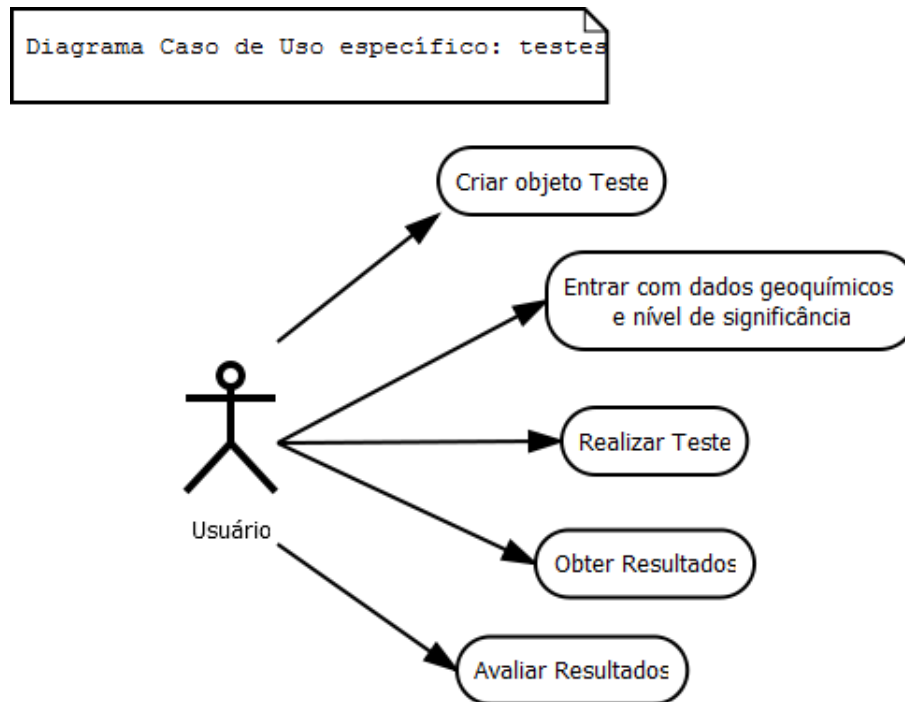 Diagrama Caso de Uso específico: testes
Criar objeto Teste
Entrar com dados geoquímicos
e nível de significância
Realizar Teste
Usuário
Obter Resultados
Avaliar Resultados